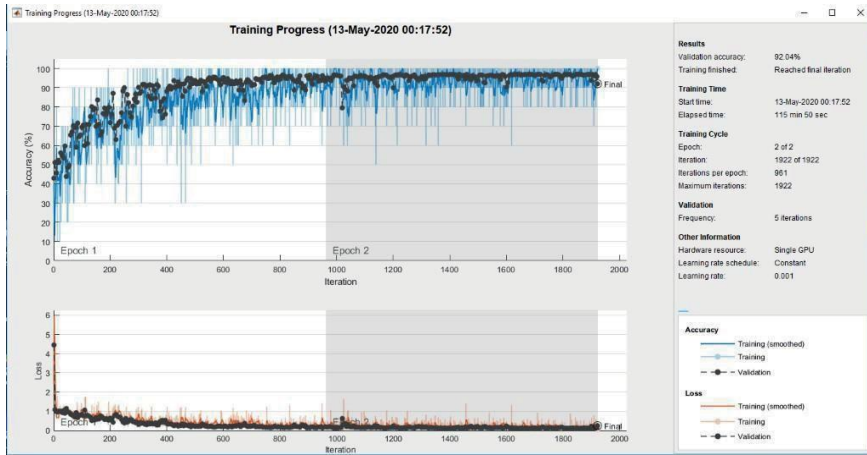 Training Progress (13-May-2020 00:17:52)
Training Progress (13-May-2020 00:17:52)
100
90
80
70
60
50
40
30
20
10
0
Accuracy (%)
Final
Epoch 1
Epoch 2
0 200 400 600 800 1000 1200 1400 1600 1800 2000
Iteration
6
5
4
3
2
1
0
Loss
Final
Epoch
Epoch 2
0 200 400 600 800 1000 1200 1400 1600 1800 2000
Iteration
Results
Validation accuracy: 92.04%
Training finished: Reached final iteration
Training Time
Start time: 13-May-2020 00:17:52
Elapsed time: 115 min 50 sec
Training Cycle
Epoch: 2 of 2
Iteration: 1922 of 1922
Iterations per epoch: 961
Maximum iterations: 1922
Validation
Frequency: 5 iterations
Other Information
Hardware resource: Single GPU
Learning rate schedule: Constant
Learning rate: 0.001
Accuracy
Training (smoothed)
Training
Validation
Loss
Training (smoothed)
Training
Validation